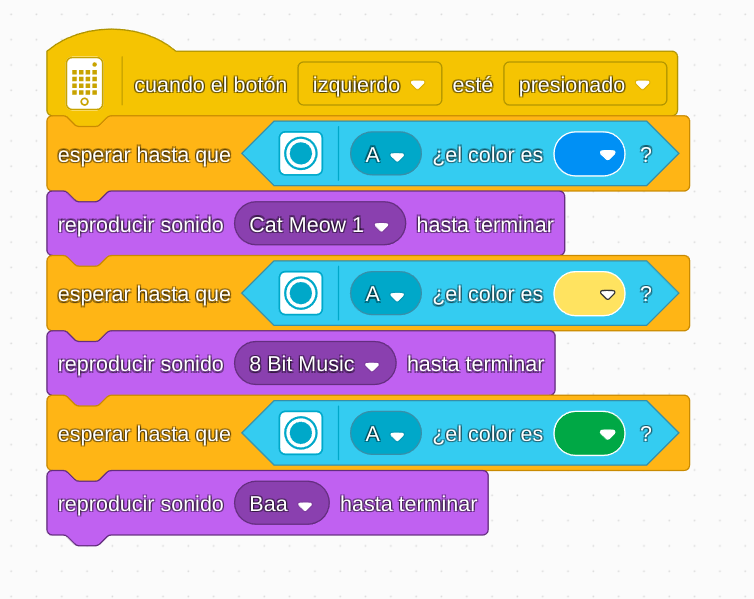 cuando el botón izquierdo esté presionado
esperar hasta que A ¿el color es ?
reproducir sonido Cat Meow 1 hasta terminar
esperar hasta que A ¿el color es ?
reproducir sonido 8 Bit Music hasta terminar
esperar hasta que A ¿el color es ?
reproducir sonido Baa hasta terminar